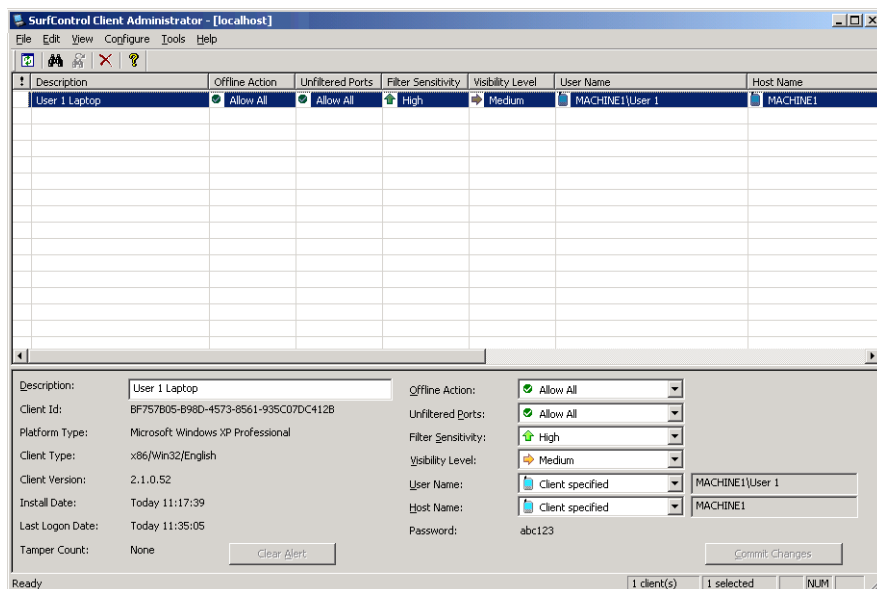 SurfControl Client Administrator - [localhost]
File Edit View Configure Tools Help
! Description Offline Action Unfiltered Ports Filter Sensitivity Visibility Level User Name Host Name
User 1 Laptop Allow All Allow All High Medium MACHINE1\User 1 MACHINE1
Description: User 1 Laptop
Client Id: BF757B05-B98D-4573-8561-935C07DC412B
Platform Type: Microsoft Windows XP Professional
Client Type: x86/Win32/English
Client Version: 2.1.0.52
Install Date: Today 11:17:39
Last Logon Date: Today 11:35:05
Tamper Count: None Clear Alert
Offline Action: Allow All
Unfiltered Ports: Allow All
Filter Sensitivity: High
Visibility Level: Medium
User Name: Client specified MACHINE1\User 1
Host Name: Client specified MACHINE1
Password: abc123
Commit Changes
Ready 1 client(s) 1 selected NUM